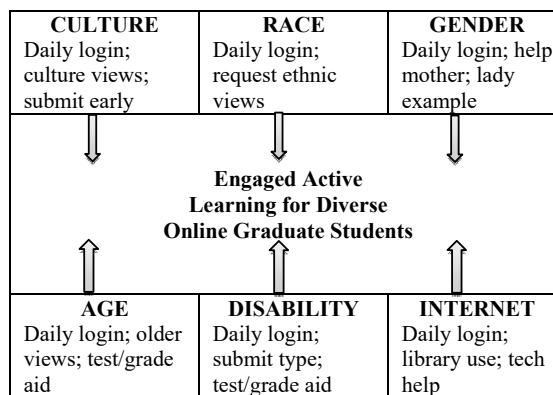 CULTURE
Daily login;
culture views;
submit early
RACE
Daily login;
request ethnic
views
GENDER
Daily login; help
mother; lady
example
Engaged Active
Learning for Diverse
Online Graduate Students
AGE
Daily login; older
views; test/grade
aid
DISABILITY
Daily login;
submit type;
test/grade aid
INTERNET
Daily login;
library use; tech
help